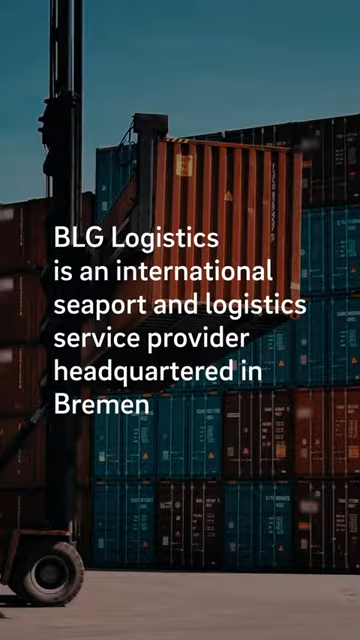 BLG Logistics
is an international
seaport and logistics
service provider
headquartered in
Bremen